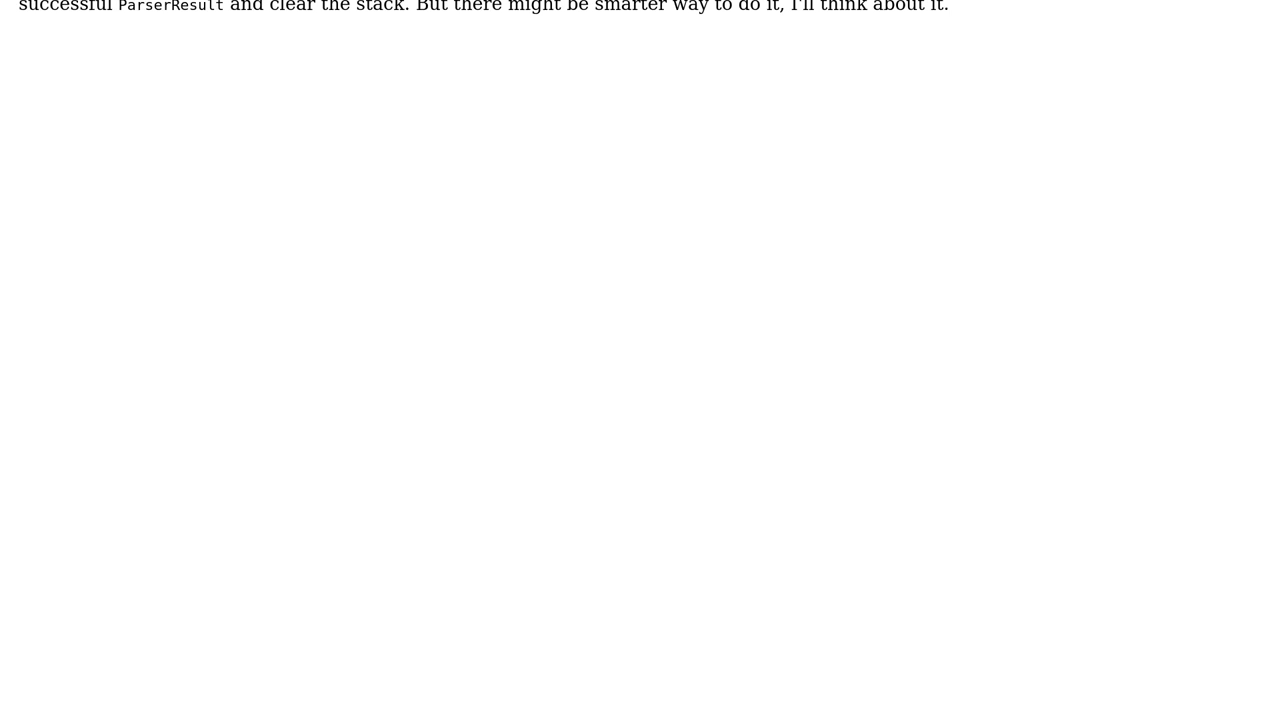 successful ParserResult and clear the stack. But there might be smarter way to do it, I'll think about it.